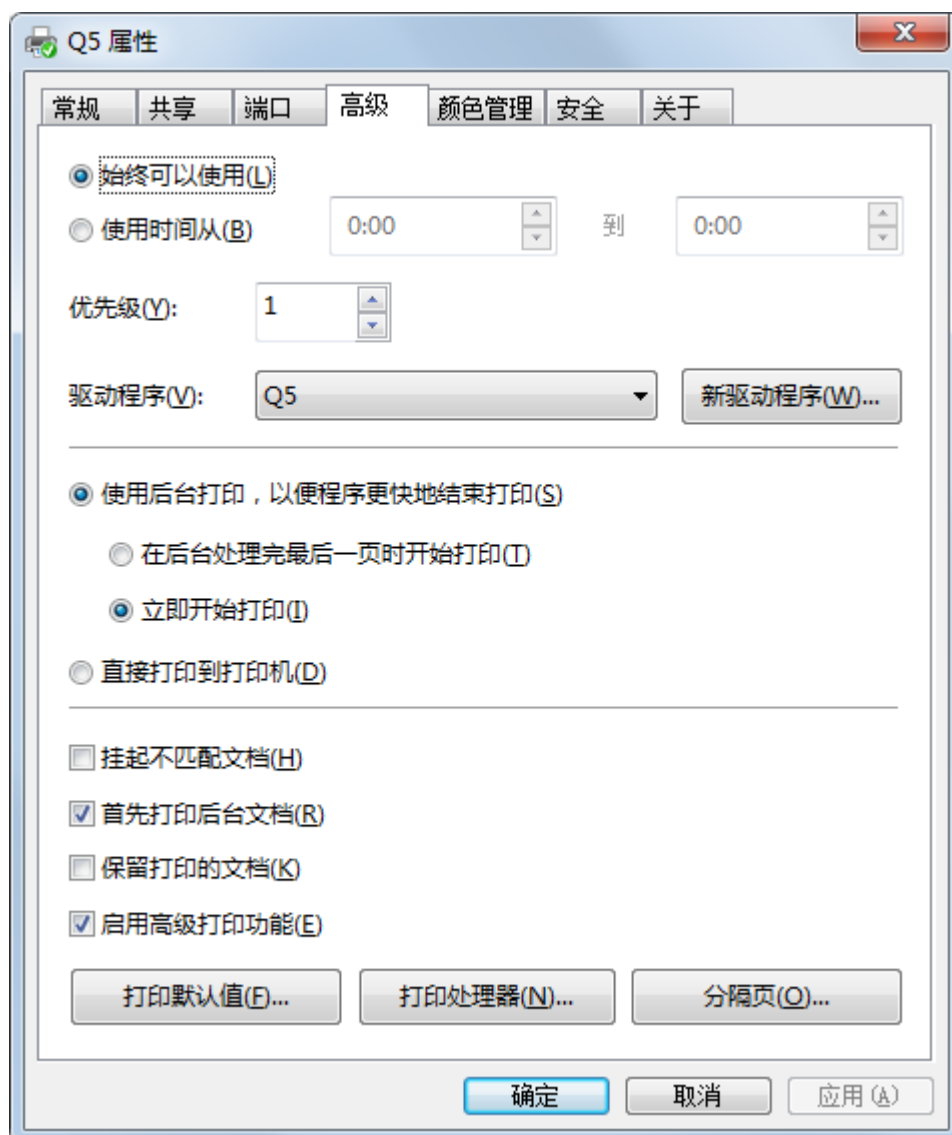 Q5 属性
常规 共享 端口 高级 颜色管理 安全 关于
始终可以使用(L)
使用时间从(B) 0:00 到 0:00
优先级(Y): 1
驱动程序(V): Q5 新驱动程序(W)...
使用后台打印，以便程序更快地结束打印(S)
在后台处理完最后一页时开始打印(T)
立即开始打印(I)
直接打印到打印机(D)
挂起不匹配文档(H)
首先打印后台文档(R)
保留打印的文档(K)
启用高级打印功能(E)
打印默认值(F)... 打印处理器(N)... 分隔页(O)...
确定 取消 应用(A)